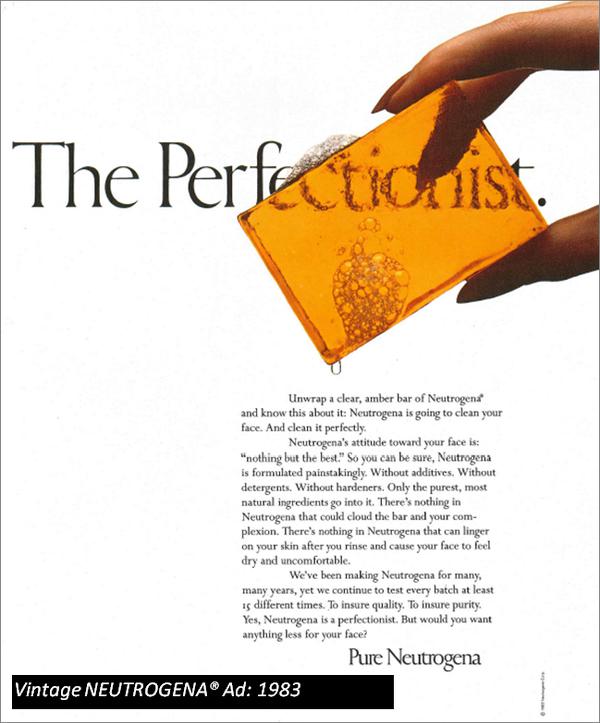 The Perfectionist.
Unwrap a clear, amber bar of Neutrogena®
and know this about it: Neutrogena is going to clean your
face. And clean it perfectly.
Neutrogena's attitude toward your face is:
“nothing but the best.” So you can be sure, Neutrogena
is formulated painstakingly. Without additives. Without
detergents. Without hardeners. Only the purest, most
natural ingredients go into it. There's nothing in
Neutrogena that could cloud the bar and your com-
plexion. There's nothing in Neutrogena that can linger
on your skin after you rinse and cause your face to feel
dry and uncomfortable.
We've been making Neutrogena for many,
many years, yet we continue to test every batch at least
15 different times. To insure quality. To insure purity.
Yes, Neutrogena is a perfectionist. But would you want
anything less for your face?
Pure Neutrogena
Vintage NEUTROGENA® Ad: 1983